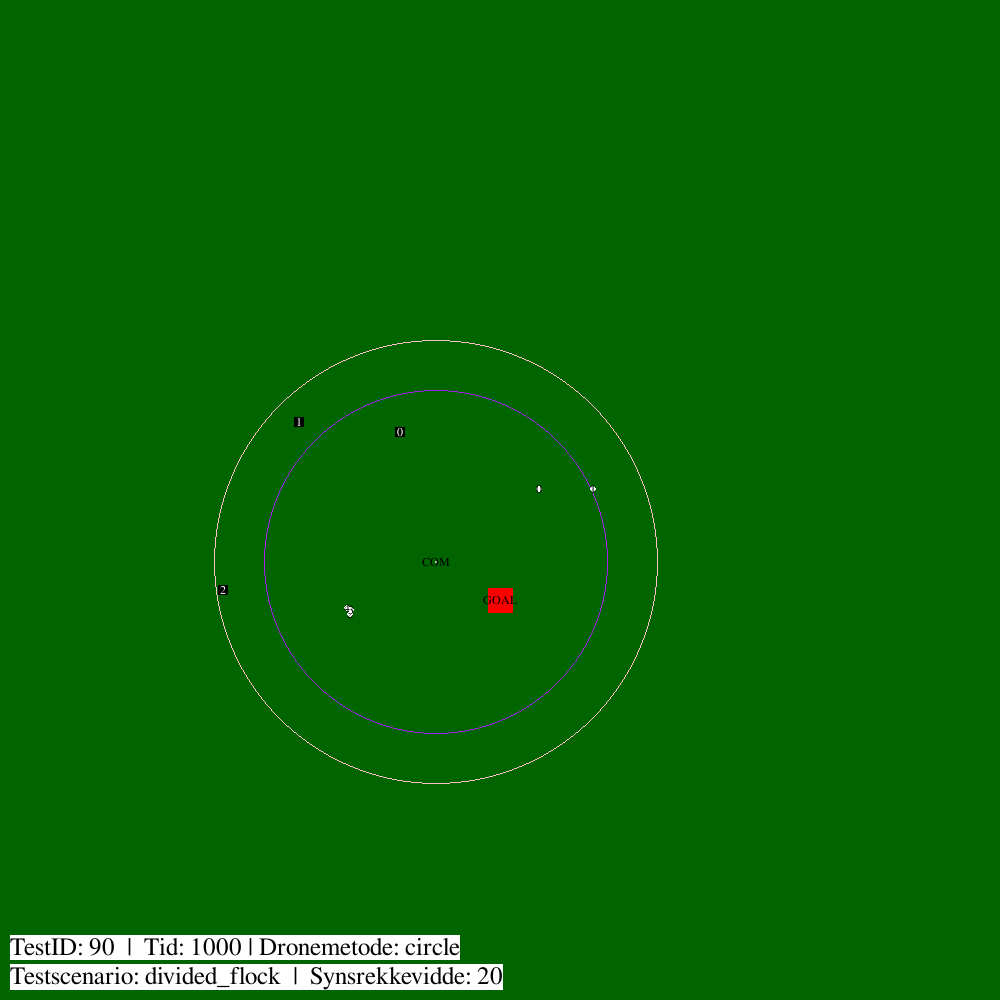 1
0
COM
2
GOAL
TestID: 90 | Tid: 1000 | Dronemetode: circle
Testscenario: divided_flock | Synsrekkevidde: 20